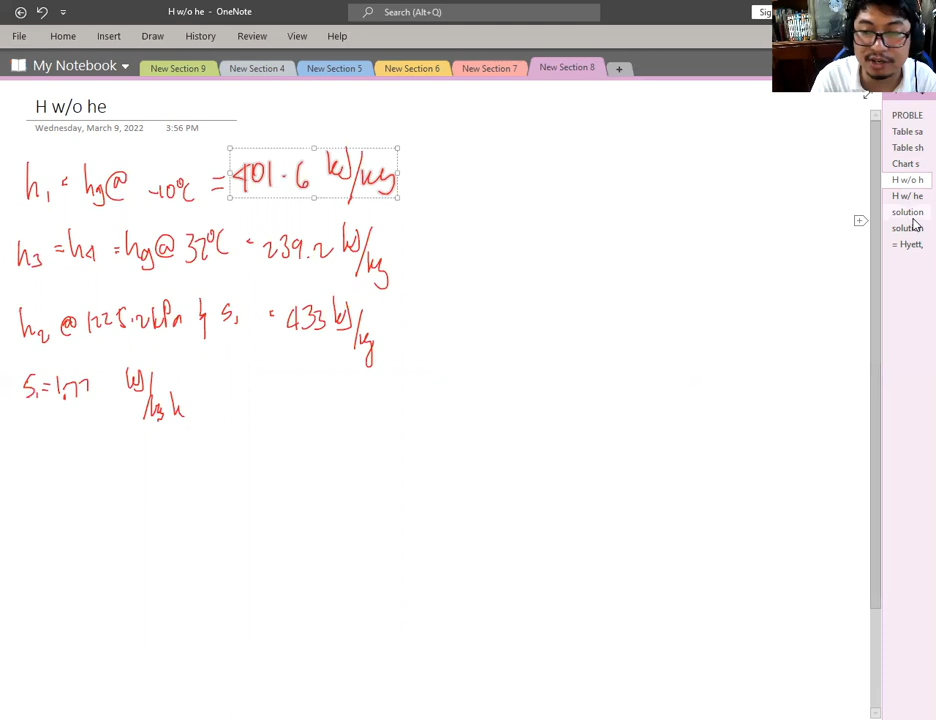 H w/o he - OneNote
Search (Alt+Q)
File Home Insert Draw History Review View Help
My Notebook
New Section 9 New Section 4 New Section 5 New Section 6 New Section 7 New Section 8
H w/o he
Wednesday, March 9, 2022 3:56 PM
h1 = hg@ -10°C = 401.6 kJ/kg
h3 = h4 = hg@ 32°C = 239.2 kJ/kg
h2 @ 1225.2 kPa & S1 = 433 kJ/kg
S1 = 1.77 kJ/kg k
PROBLE
Table sa
Table sh
Chart s
H w/o h
H w/ he
solution
solution
= Hyett,